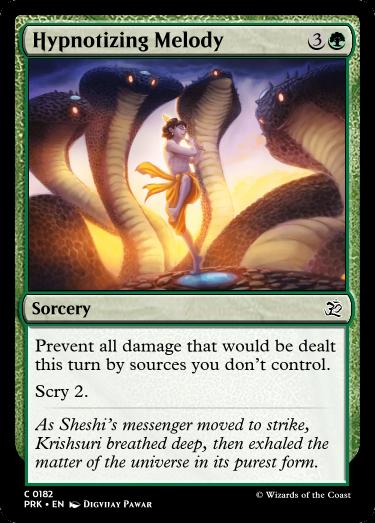 Hypnotizing Melody 3
Sorcery
Prevent all damage that would be dealt
this turn by sources you don't control.
Scry 2.
As Sheshi's messenger moved to strike,
Krishsuri breathed deep, then exhaled the
matter of the universe in its purest form.
C 0182
PRK • EN Digvijay Pawar
© Wizards of the Coast